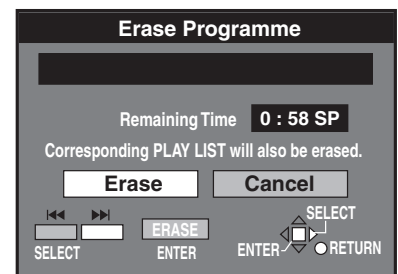 Erase Programme
Remaining Time 0 : 58 SP
Corresponding PLAY LIST will also be erased.
Erase Cancel
SELECT
ERASE
SELECT ENTER ENTER RETURN